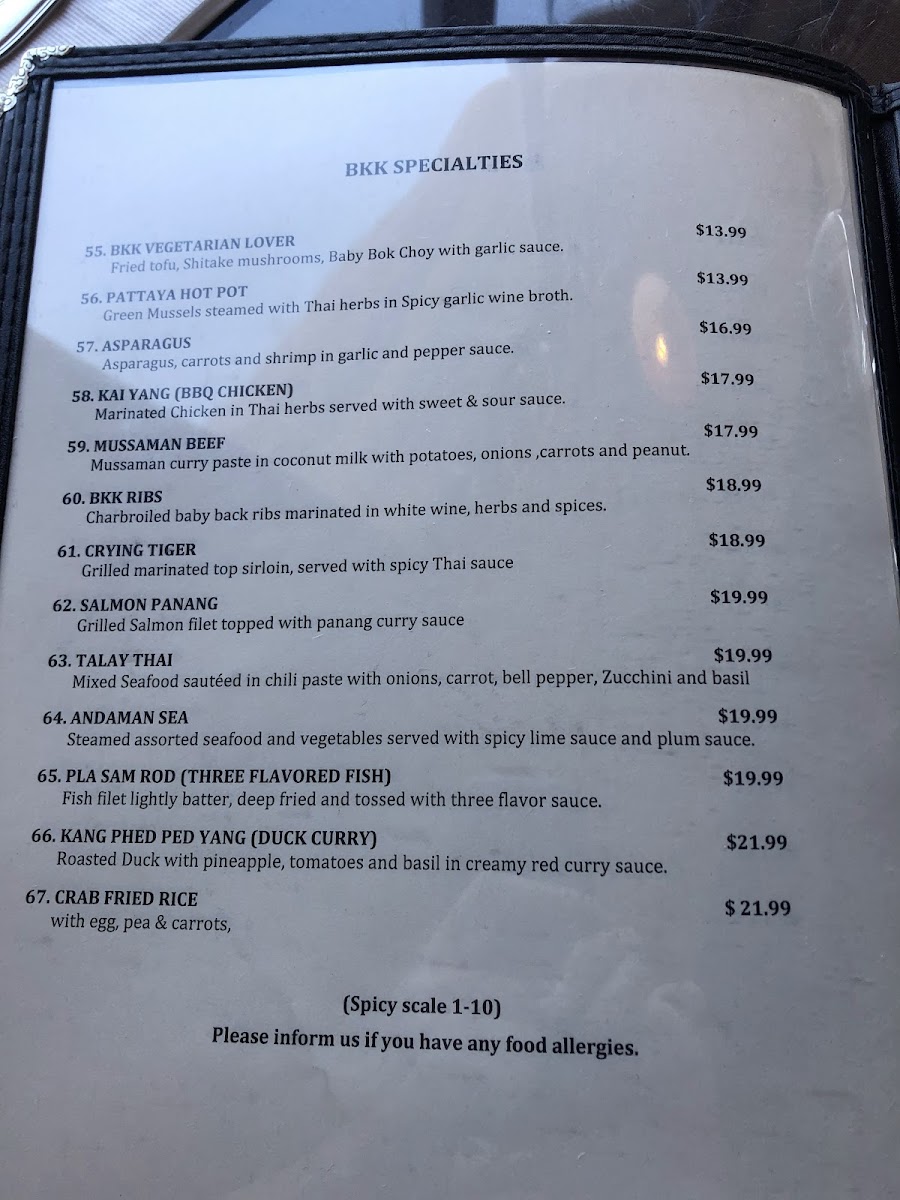 BKK SPECIALTIES
55. BKK VEGETARIAN LOVER $13.99
Fried tofu, Shitake mushrooms, Baby Bok Choy with garlic sauce.
56. PATTAYA HOT POT $13.99
Green Mussels steamed with Thai herbs in Spicy garlic wine broth.
57. ASPARAGUS $16.99
Asparagus, carrots and shrimp in garlic and pepper sauce.
58. KAI YANG (BBQ CHICKEN) $17.99
Marinated Chicken in Thai herbs served with sweet & sour sauce.
59. MUSSAMAN BEEF $17.99
Mussaman curry paste in coconut milk with potatoes, onions ,carrots and peanut.
60. BKK RIBS $18.99
Charbroiled baby back ribs marinated in white wine, herbs and spices.
61. CRYING TIGER $18.99
Grilled marinated top sirloin, served with spicy Thai sauce
62. SALMON PANANG $19.99
Grilled Salmon filet topped with panang curry sauce
63. TALAY THAI $19.99
Mixed Seafood sautéed in chili paste with onions, carrot, bell pepper, Zucchini and basil
64. ANDAMAN SEA $19.99
Steamed assorted seafood and vegetables served with spicy lime sauce and plum sauce.
65. PLA SAM ROD (THREE FLAVORED FISH) $19.99
Fish filet lightly batter, deep fried and tossed with three flavor sauce.
66. KANG PHED PED YANG (DUCK CURRY) $21.99
Roasted Duck with pineapple, tomatoes and basil in creamy red curry sauce.
67. CRAB FRIED RICE $ 21.99
with egg, pea & carrots,
(Spicy scale 1-10)
Please inform us if you have any food allergies.